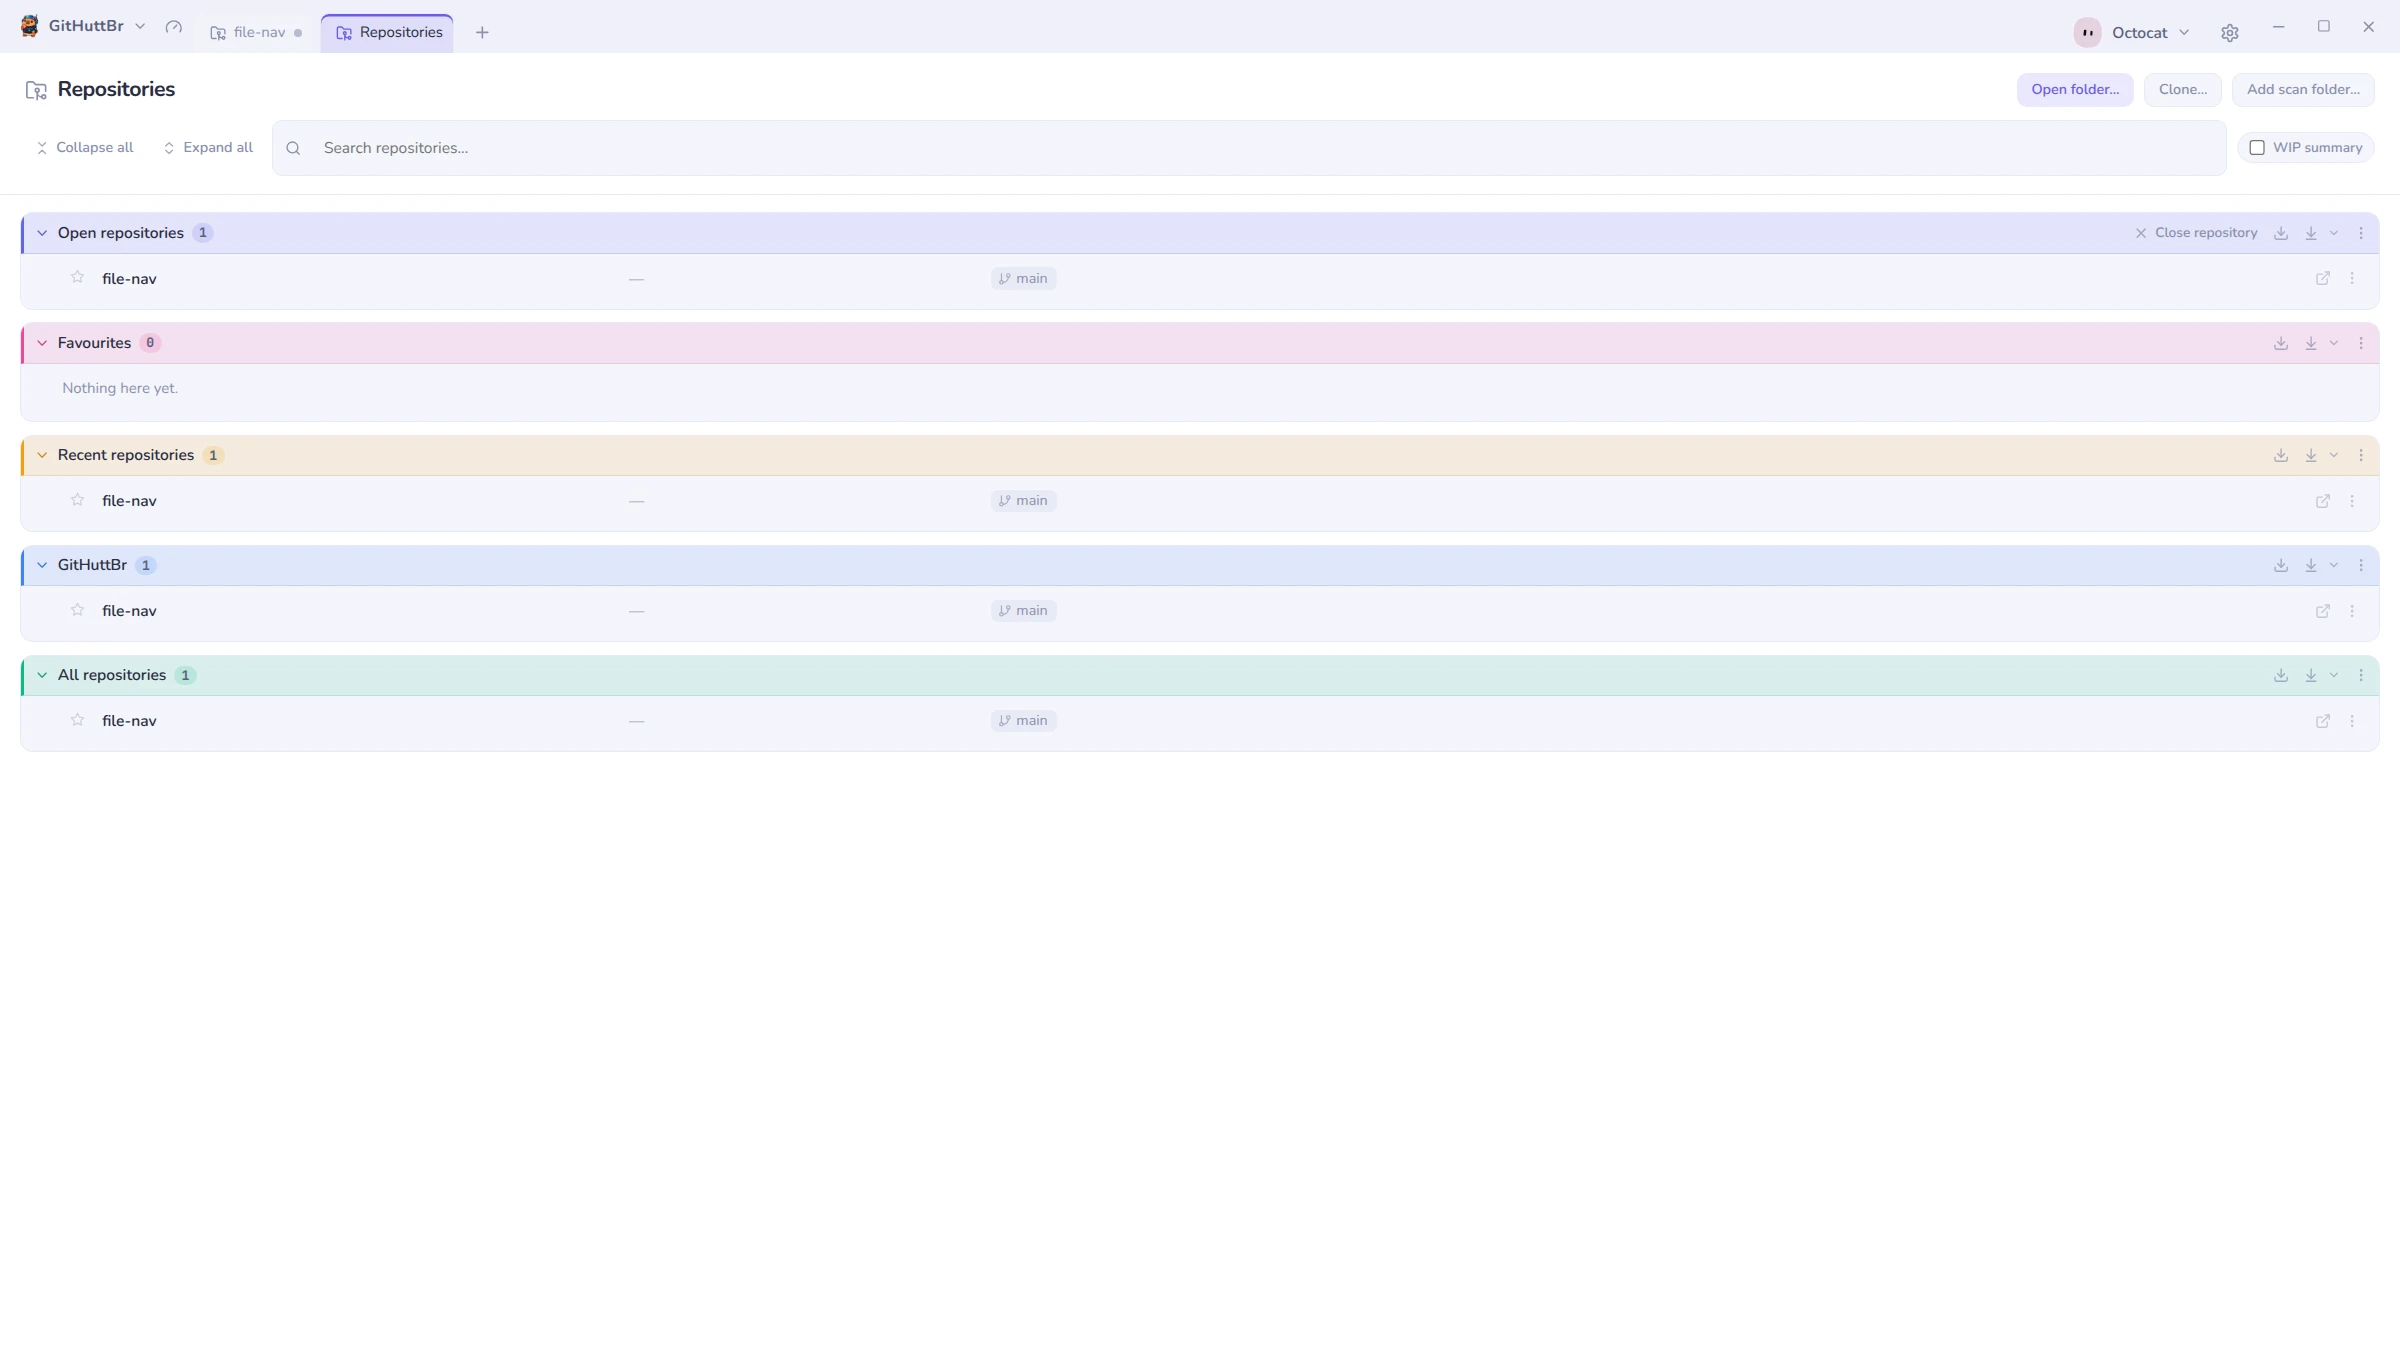 GitHuttBr
file-nav
Repositories
Octocat
Repositories
Open folder...
Clone...
Add scan folder...
Collapse all
Expand all
Search repositories...
WIP summary
Open repositories 1
Close repository
file-nav — main
Favourites 0
Nothing here yet.
Recent repositories 1
file-nav — main
GitHuttBr 1
file-nav — main
All repositories 1
file-nav — main